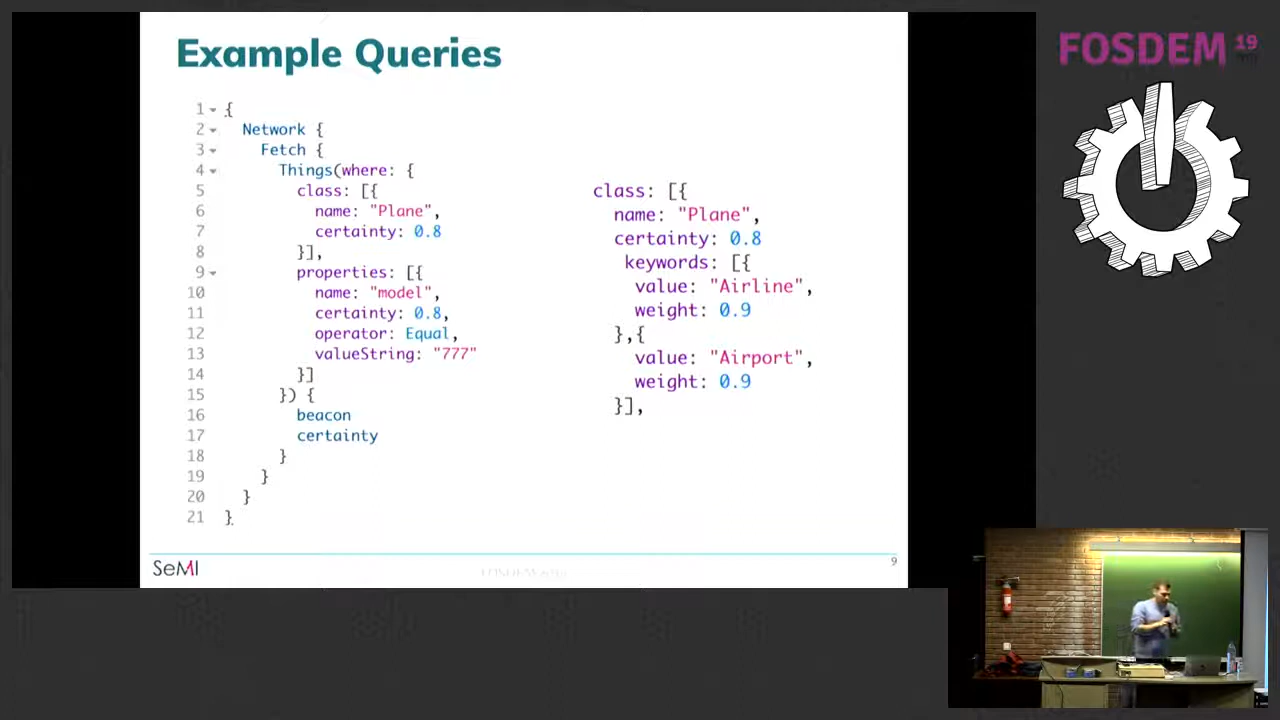 Example Queries
1 {
2 Network {
3 Fetch {
4 Things(where: {
5 class: [{
6 name: "Plane",
7 certainty: 0.8
8 }],
9 properties: [{
10 name: "model",
11 certainty: 0.8,
12 operator: Equal,
13 valueString: "777"
14 }]
15 }) {
16 beacon
17 certainty
18 }
19 }
20 }
21 }
class: [{
name: "Plane",
certainty: 0.8
keywords: [{
value: "Airline",
weight: 0.9
},{
value: "Airport",
weight: 0.9
}],
SeMI
9
FOSDEM 19